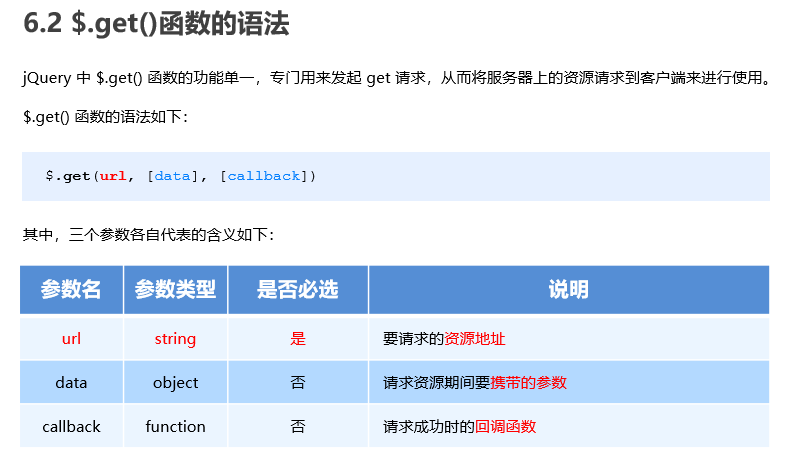 6.2 $.get()函数的语法
jQuery 中 $.get() 函数的功能单一，专门用来发起 get 请求，从而将服务器上的资源请求到客户端来进行使用。
$.get() 函数的语法如下：
$.get(url, [data], [callback])
其中，三个参数各自代表的含义如下：
参数名 参数类型 是否必选 说明
url string 是 要请求的资源地址
data object 否 请求资源期间要携带的参数
callback function 否 请求成功时的回调函数